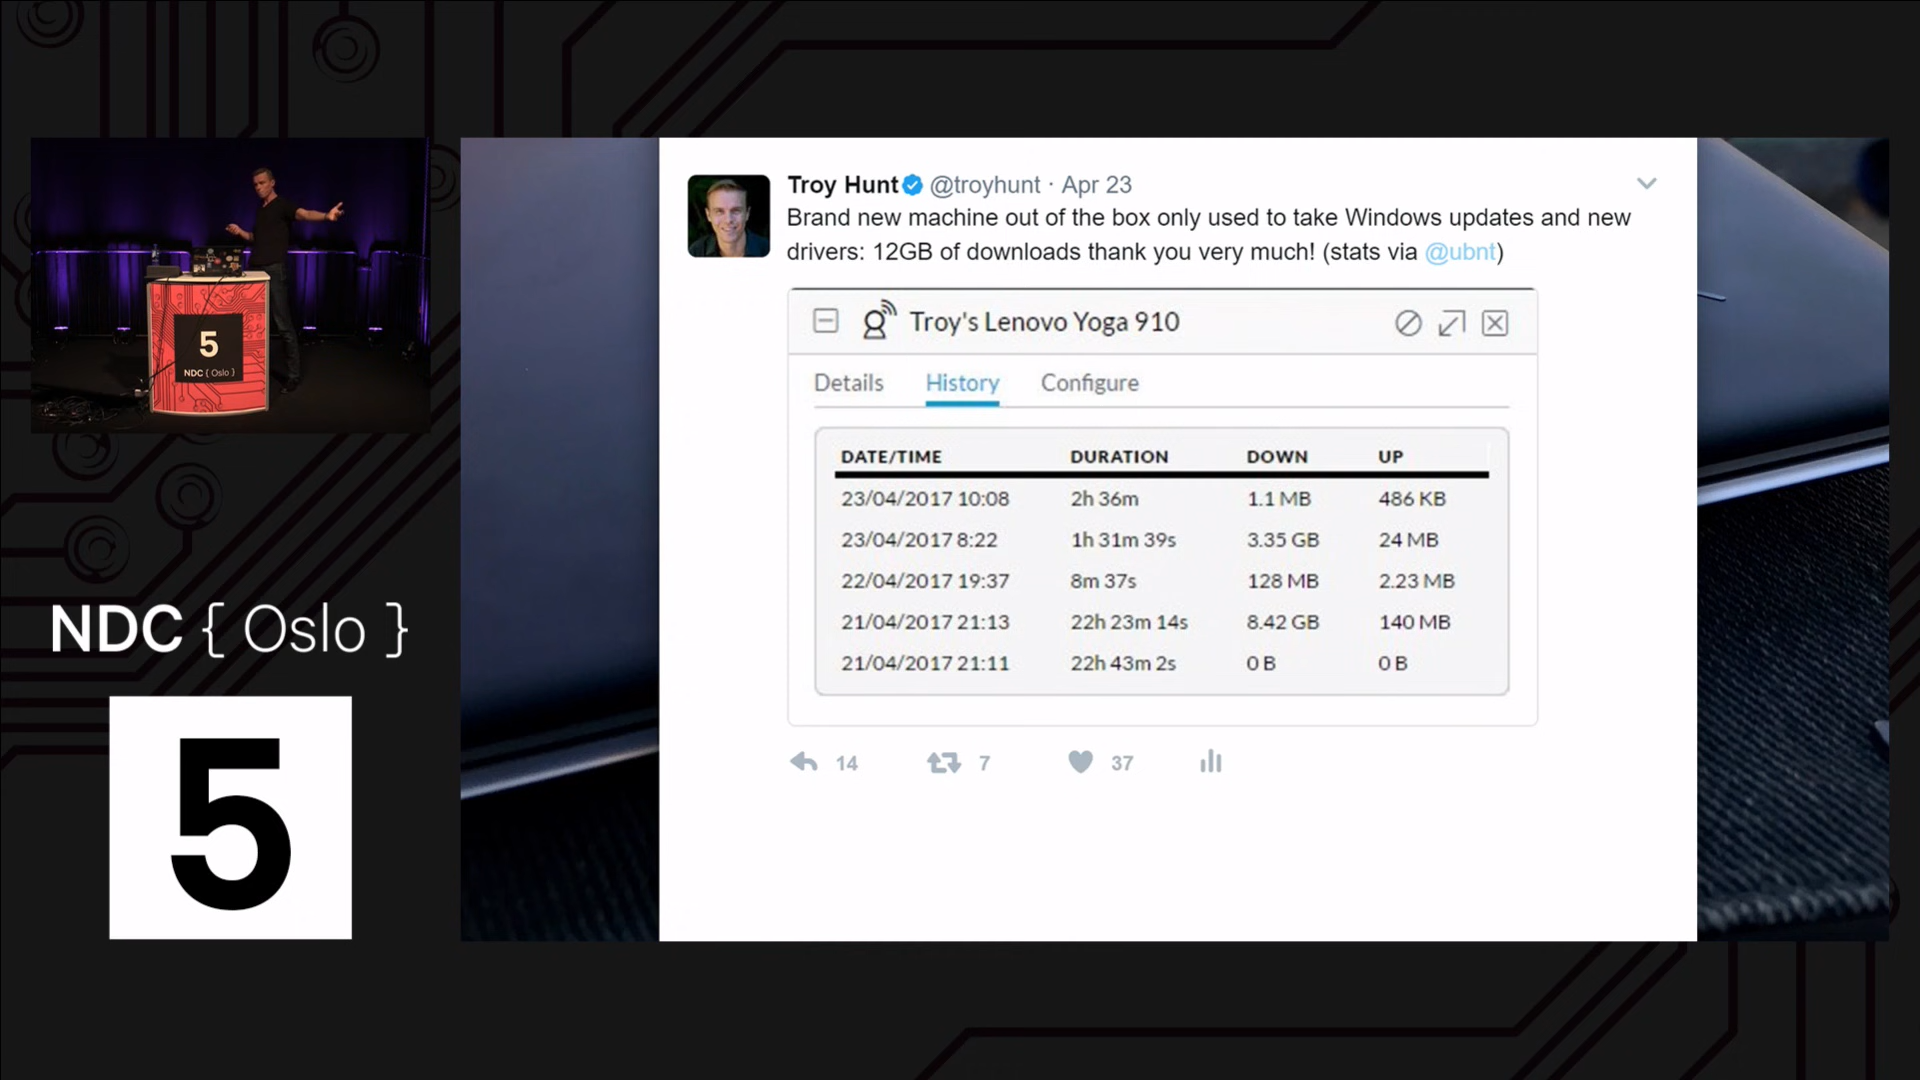 Troy Hunt @troyhunt · Apr 23
Brand new machine out of the box only used to take Windows updates and new
drivers: 12GB of downloads thank you very much! (stats via @ubnt)
Troy's Lenovo Yoga 910
Details History Configure
DATE/TIME DURATION DOWN UP
23/04/2017 10:08 2h 36m 1.1 MB 486 KB
23/04/2017 8:22 1h 31m 39s 3.35 GB 24 MB
22/04/2017 19:37 8m 37s 128 MB 2.23 MB
21/04/2017 21:13 22h 23m 14s 8.42 GB 140 MB
21/04/2017 21:11 22h 43m 2s 0 B 0 B
14 7 37
5
NDC { Oslo }
NDC { Oslo }
5